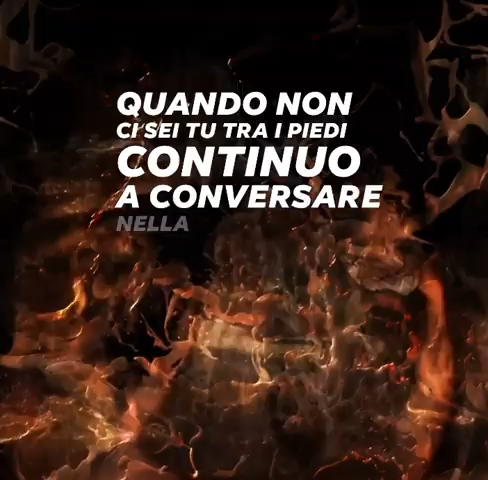 QUANDO NON
CI SEI TU TRA I PIEDI
CONTINUO
A CONVERSARE
NELLA